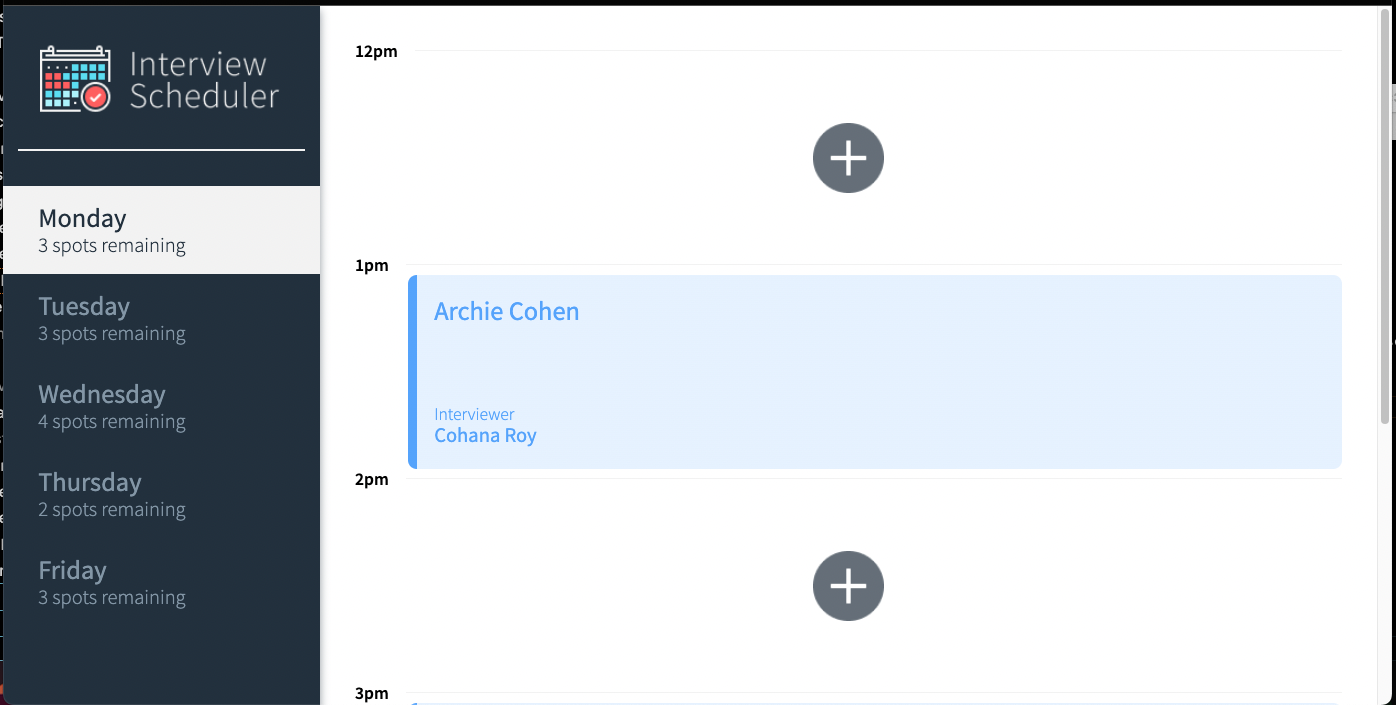 Interview
Scheduler
Monday
3 spots remaining
Tuesday
3 spots remaining
Wednesday
4 spots remaining
Thursday
2 spots remaining
Friday
3 spots remaining
12pm
1pm
Archie Cohen
Interviewer
Cohana Roy
2pm
3pm